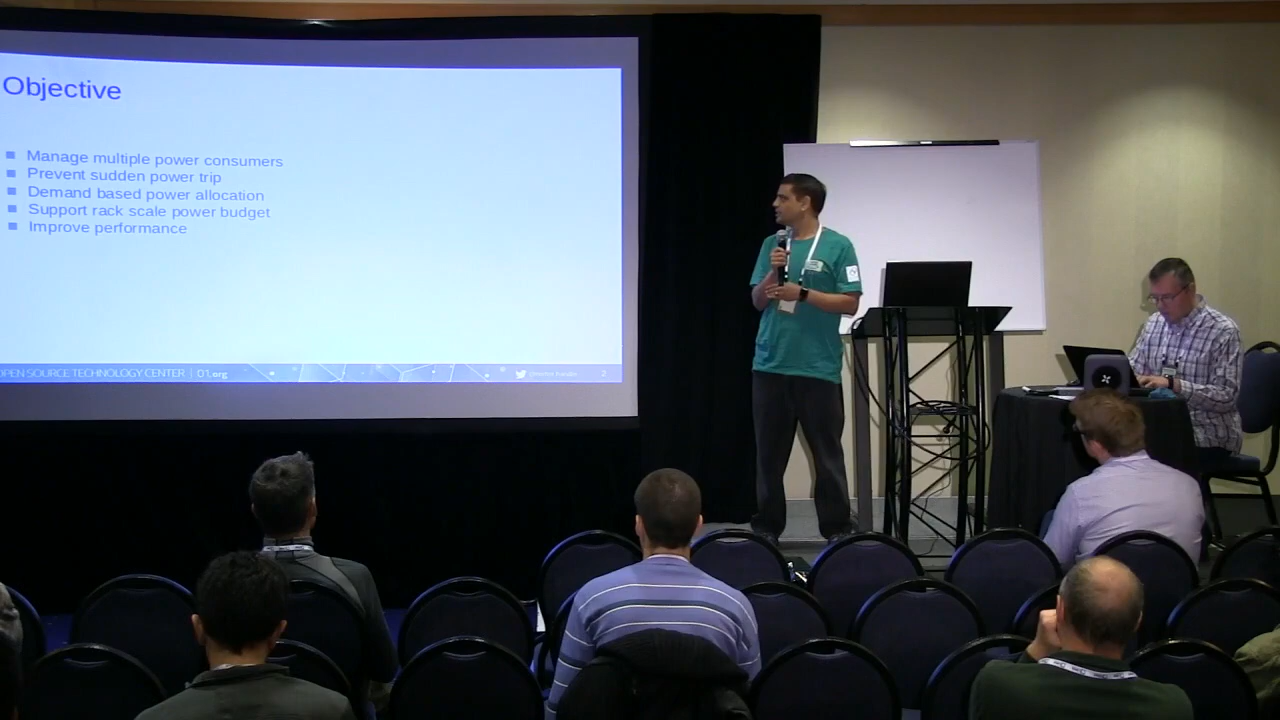 Objective
Manage multiple power consumers
Prevent sudden power trip
Demand based power allocation
Support rack scale power budget
Improve performance
OPEN SOURCE TECHNOLOGY CENTER | 01.org
2